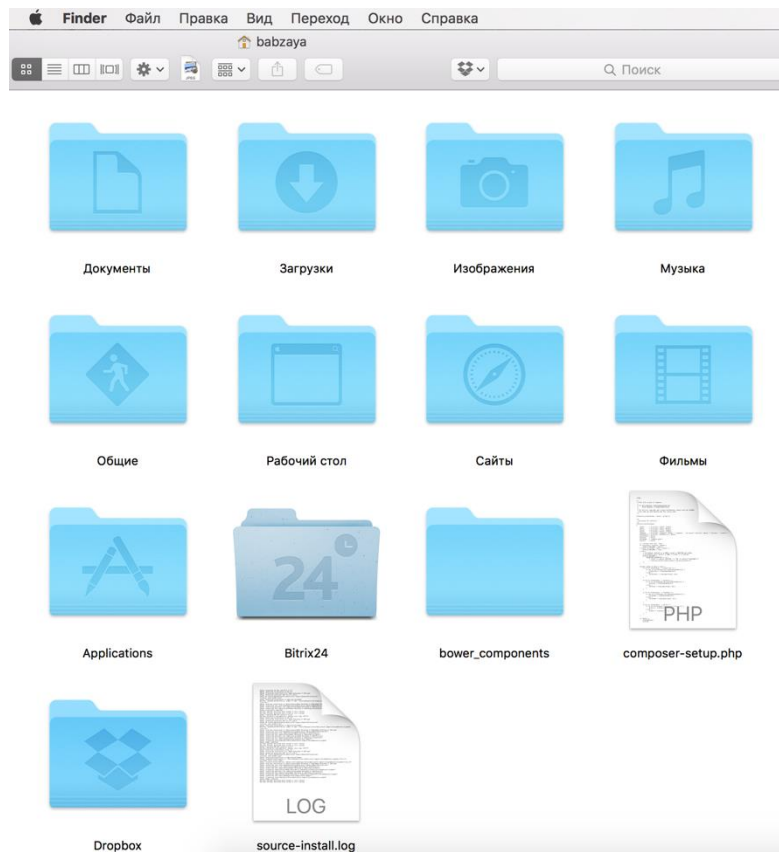 Finder Файл Правка Вид Переход Окно Справка
babzaya
Поиск
Документы Загрузки Изображения Музыка
Общие Рабочий стол Сайты Фильмы
24
PHP
Applications Bitrix24 bower_components composer-setup.php
LOG
Dropbox source-install.log